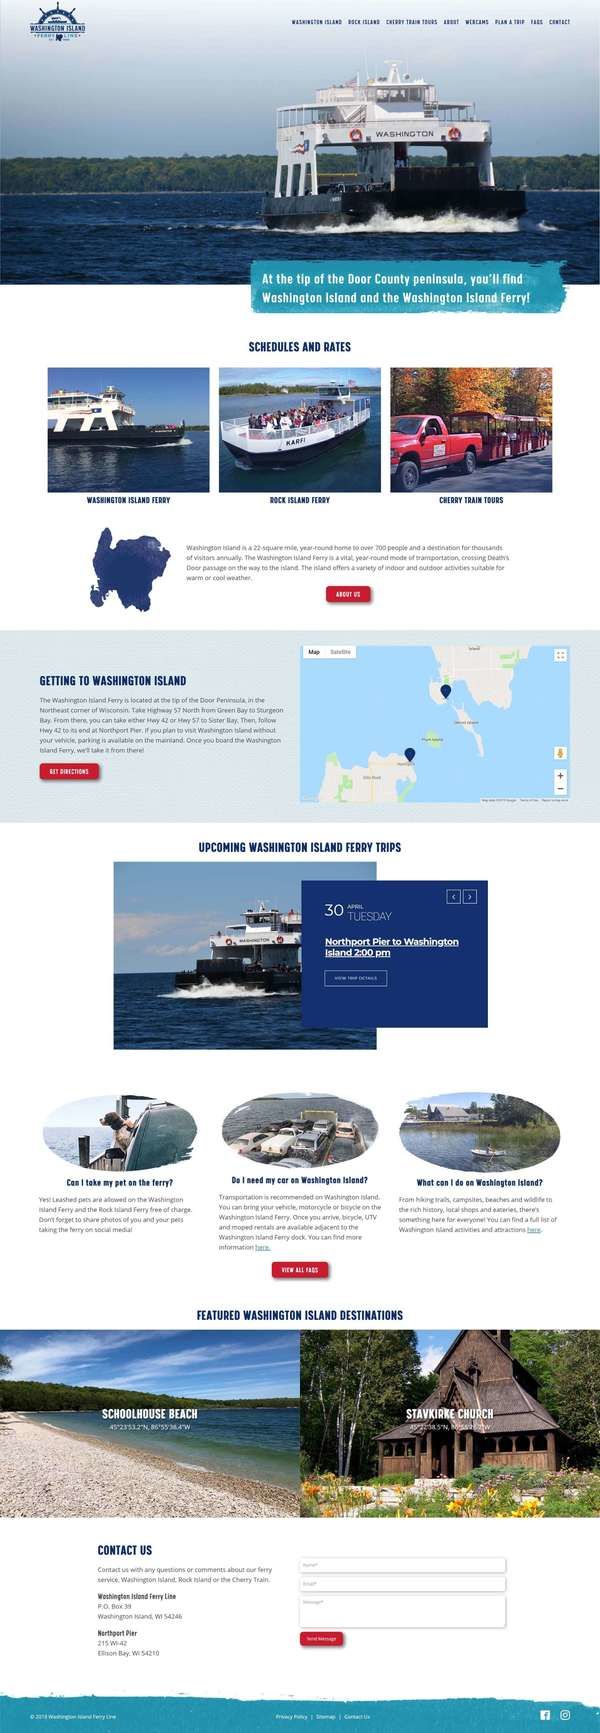 WASHINGTON ISLAND
FERRY LINE
WASHINGTON ISLAND ROCK ISLAND CHERRY TRAIN TOURS ABOUT WEBCAMS PLAN A TRIP FAQS CONTACT
WASHINGTON
At the tip of the Door County peninsula, you'll find
Washington Island and the Washington Island Ferry!
SCHEDULES AND RATES
KARFI
WASHINGTON ISLAND FERRY
ROCK ISLAND FERRY
CHERRY TRAIN TOURS
Washington Island is a 22-square mile, year-round home to over 700 people and a destination for thousands
of visitors annually. The Washington Island Ferry is a vital, year-round mode of transportation, crossing Death's
Door passage on the way to the island. The island offers a variety of indoor and outdoor activities suitable for
warm or cool weather.
ABOUT US
GETTING TO WASHINGTON ISLAND
The Washington Island Ferry is located at the tip of the Door Peninsula, in the
Northeast corner of Wisconsin. Take Highway 57 North from Green Bay to Sturgeon
Bay. From there, you can take either Hwy 42 or Hwy 57 to Sister Bay. Then, follow
Hwy 42 to its end at Northport Pier. If you plan to visit Washington Island without
your vehicle, parking is available on the mainland. Once you board the Washington
Island Ferry, we'll take it from there!
GET DIRECTIONS
Map Satellite
Island
Detroit Island
Plum Island
Northport
UPCOMING WASHINGTON ISLAND FERRY TRIPS
WASHINGTON
30 APRIL
TUESDAY
Northport Pier to Washington
Island 2:00 pm
VIEW TRIP DETAILS
Can I take my pet on the ferry?
Yes! Leashed pets are allowed on the Washington
Island Ferry and the Rock Island Ferry free of charge.
Don't forget to share photos of you and your pets
taking the ferry on social media!
Do I need my car on Washington Island?
Transportation is recommended on Washington Island.
You can bring your vehicle, motorcycle or bicycle on the
Washington Island Ferry. Once you arrive, bicycle, UTV
and moped rentals are available adjacent to the
Washington Island Ferry dock. You can find more
information here.
What can I do on Washington Island?
From hiking trails, campsites, beaches and wildlife to
the rich history, local shops and eateries, there's
something here for everyone! You can find a full list of
Washington Island activities and attractions here.
VIEW ALL FAQS
FEATURED WASHINGTON ISLAND DESTINATIONS
SCHOOLHOUSE BEACH
45°23'53.2"N, 86°55'38.4"W
STAVKIRKE CHURCH
CONTACT US
Contact us with any questions or comments about our ferry
service, Washington Island, Rock Island or the Cherry Train.
Washington Island Ferry Line
P.O. Box 39
Washington Island, WI 54246
Northport Pier
215 WI-42
Ellison Bay, WI 54210
Name*
Email*
Message*
Send Message
© 2019 Washington Island Ferry Line
Privacy Policy | Sitemap | Contact Us